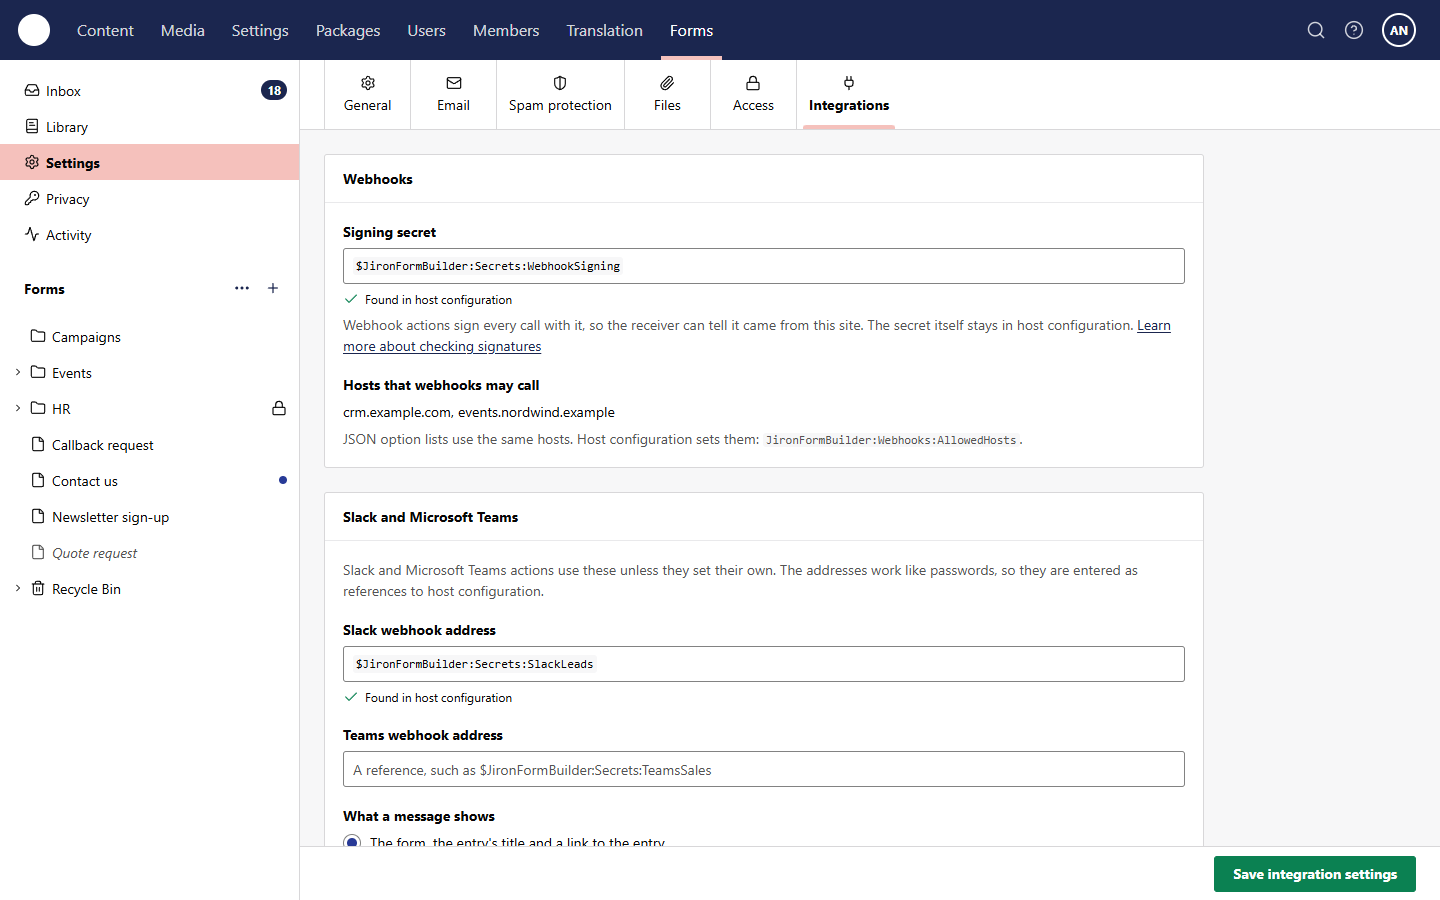 Content Media Settings Packages Users Members Translation Forms AN
Inbox 18
Library
Settings
Privacy
Activity
Forms
Campaigns
Events
HR
Callback request
Contact us
Newsletter sign-up
Quote request
Recycle Bin
General Email Spam protection Files Access Integrations
Webhooks
Signing secret
$JironFormBuilder:Secrets:WebhookSigning
Found in host configuration
Webhook actions sign every call with it, so the receiver can tell it came from this site. The secret itself stays in host configuration. Learn
more about checking signatures
Hosts that webhooks may call
crm.example.com, events.nordwind.example
JSON option lists use the same hosts. Host configuration sets them: JironFormBuilder:Webhooks:AllowedHosts.
Slack and Microsoft Teams
Slack and Microsoft Teams actions use these unless they set their own. The addresses work like passwords, so they are entered as
references to host configuration.
Slack webhook address
$JironFormBuilder:Secrets:SlackLeads
Found in host configuration
Teams webhook address
A reference, such as $JironFormBuilder:Secrets:TeamsSales
What a message shows
The form, the entry's title and a link to the entry
Save integration settings